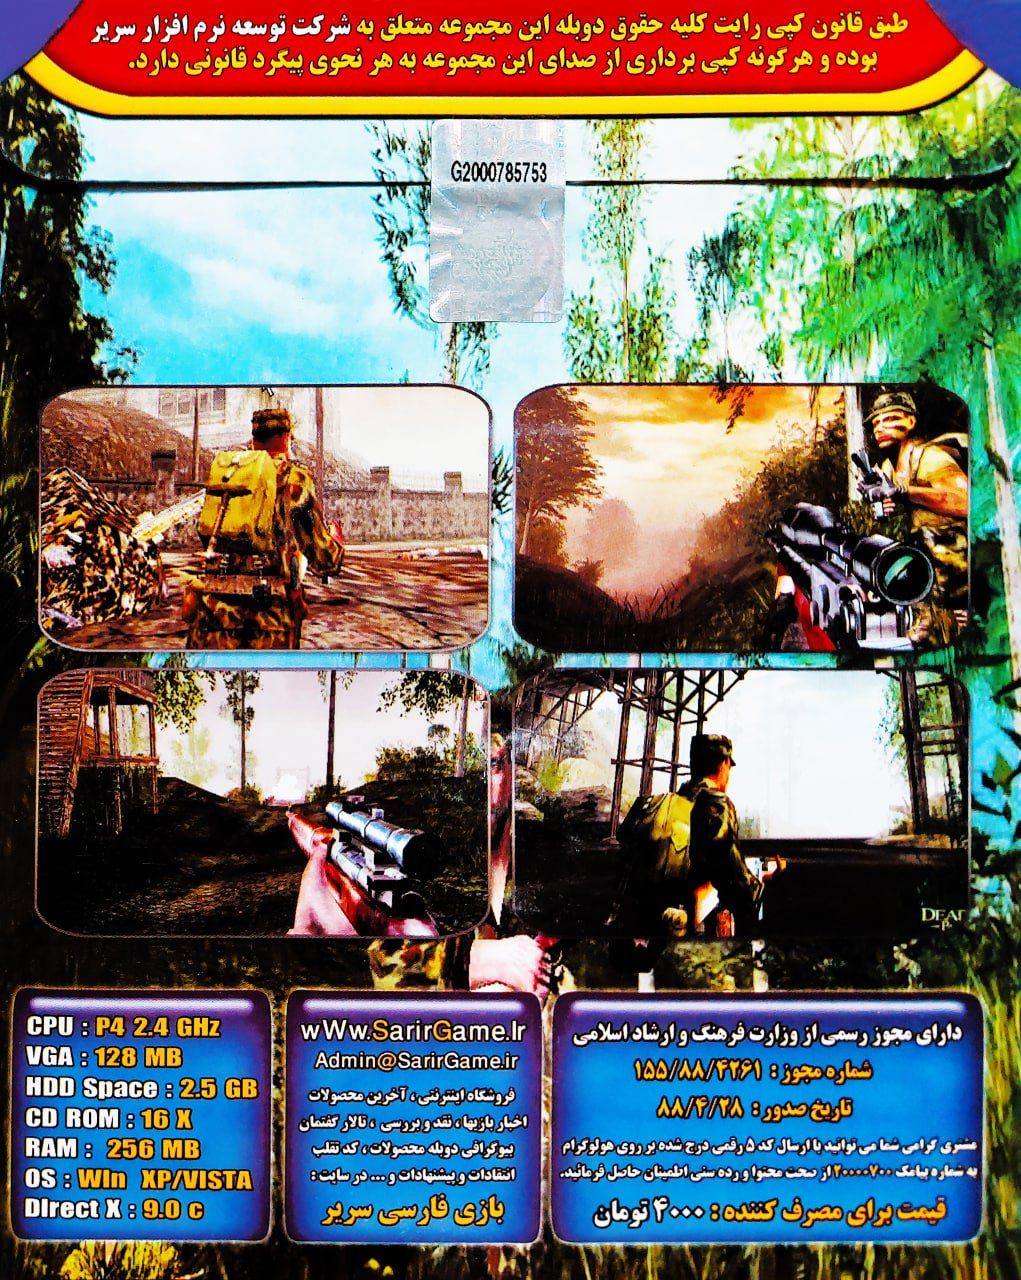 طبق قانون کپی رایت کلیه حقوق دوبله این مجموعه متعلق به شرکت توسعه نرم افزار سریر
بوده و هرگونه کپی برداری از صدای این مجموعه به هر نحوی پیگرد قانونی دارد.
G2000785753
DEAD
CPU : P4 2.4 GHz
VGA : 128 MB
HDD Space : 2.5 GB
CD ROM : 16 X
RAM : 256 MB
OS : Win XP/VISTA
Direct X : 9.0 c
wWw.SarirGame.Ir
Admin@SarirGame.ir
فروشگاه اینترنتی، آخرین محصولات
اخبار بازیها، نقد و بررسی، تالار گفتمان
بیوگرافی دوبله محصولات، کد تقلب
انتقادات و پیشنهادات و ... در سایت :
بازی فارسی سریر
دارای مجوز رسمی از وزارت فرهنگ و ارشاد اسلامی
شماره مجوز : ۱۵۵/۸۸/۴۲۶۱
تاریخ صدور : ۸۸/۴/۲۸
مشتری گرامی شما می توانید با ارسال کد ۵ رقمی درج شده بر روی هولوگرام
به شماره پیامک ۲۰۰۰۰۷۰۰ از صحت محتوا و رده سنی اطمینان حاصل فرمائید.
قیمت برای مصرف کننده : ۴۰۰۰ تومان